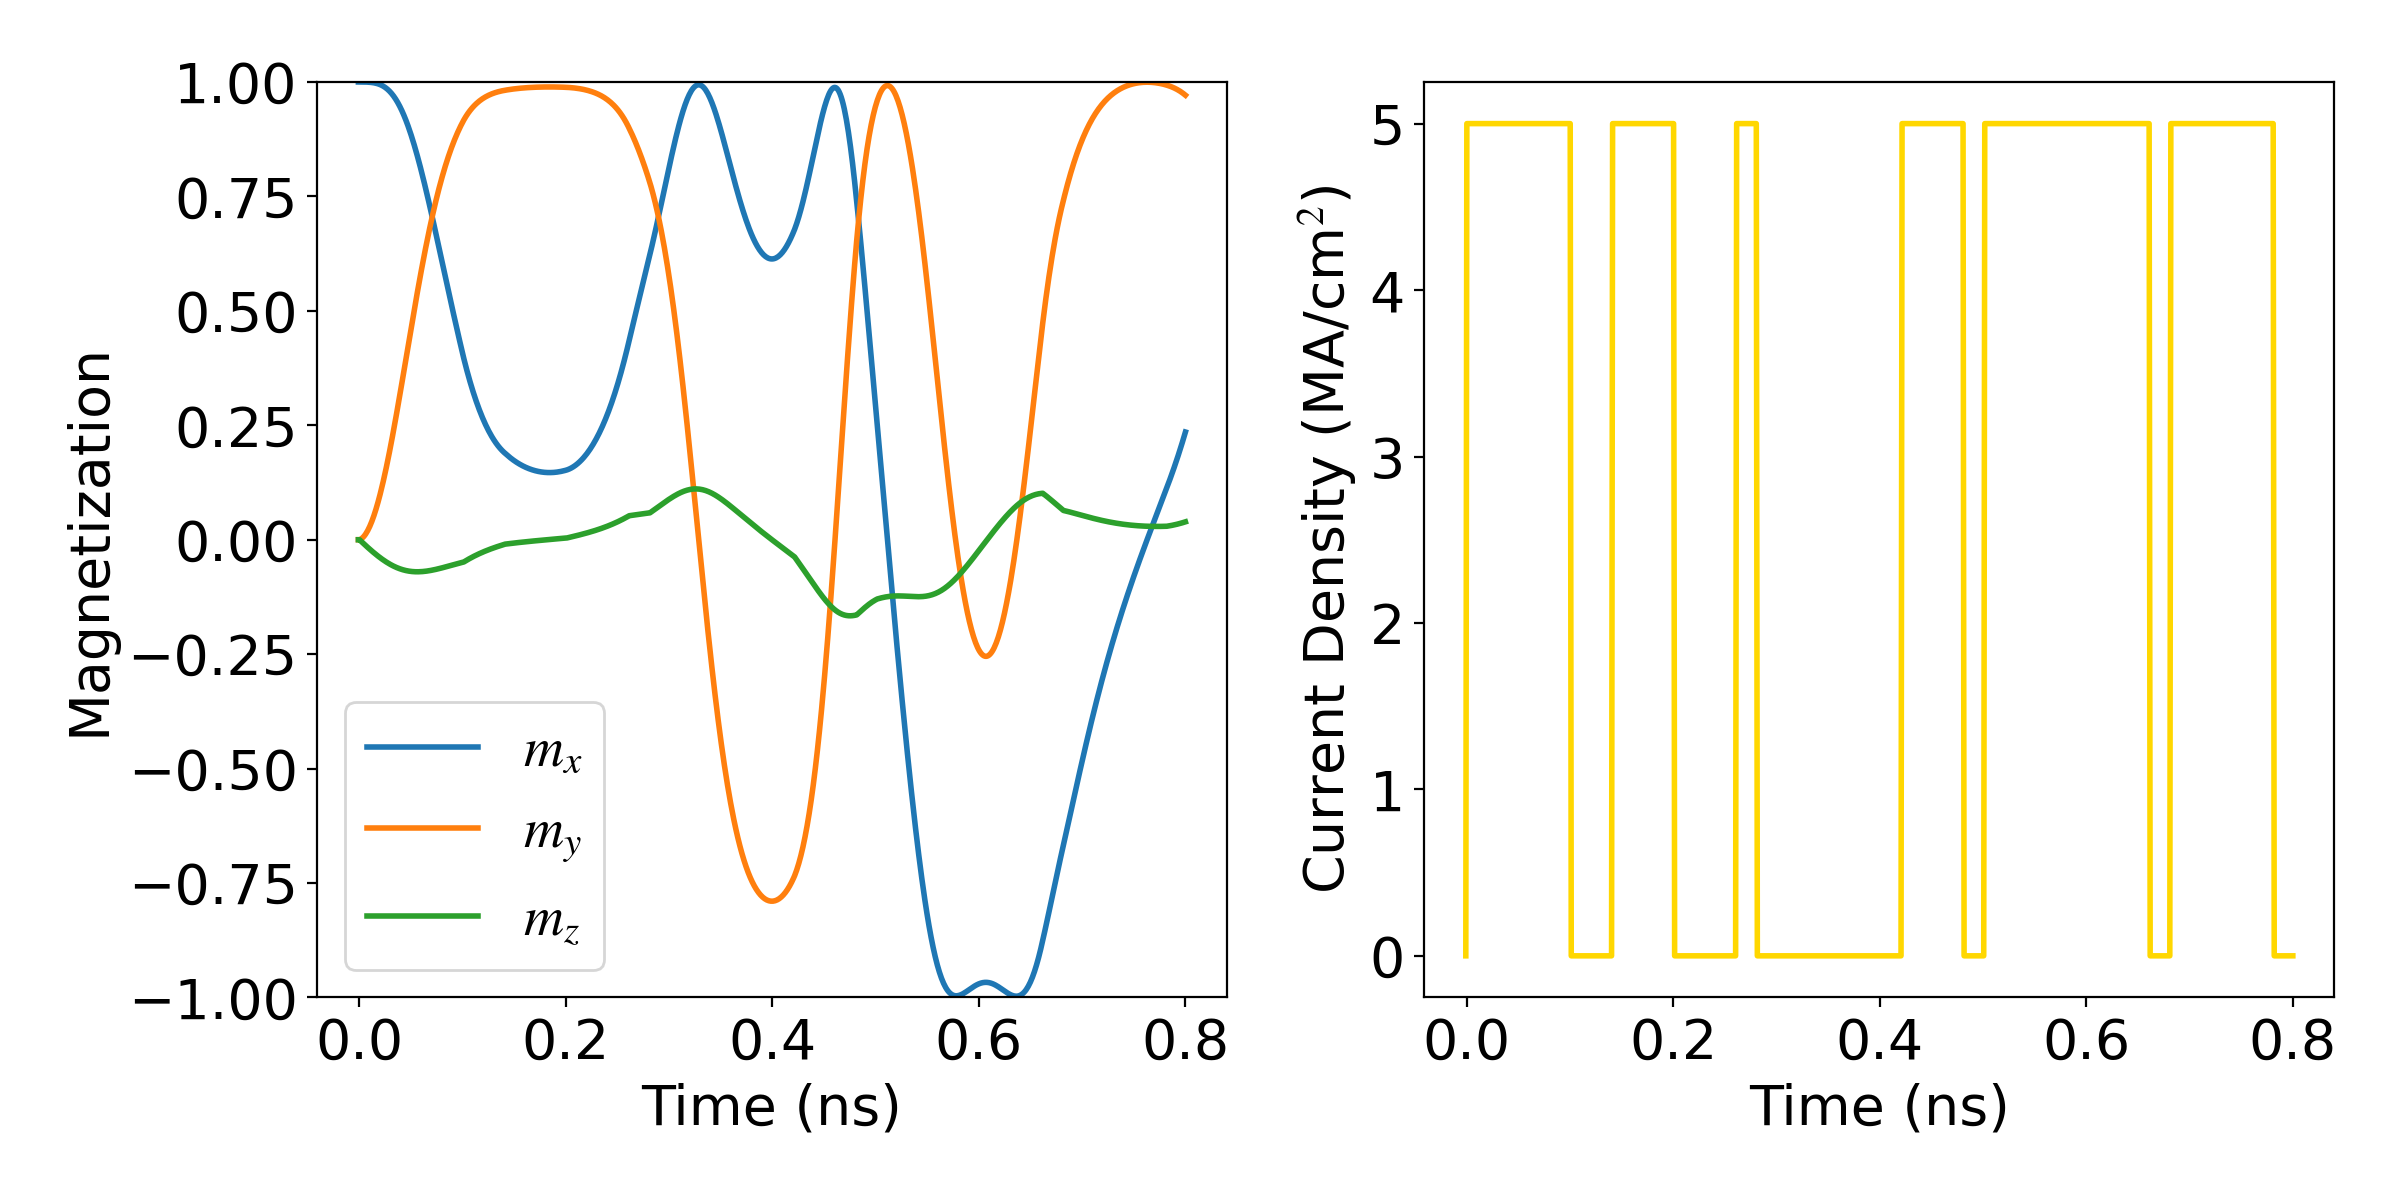 Magnetization
1.00
0.75
0.50
0.25
0.00
−0.25
−0.50
−0.75
−1.00
m_x
m_y
m_z
0.0 0.2 0.4 0.6 0.8
Time (ns)
Current Density (MA/cm²)
5
4
3
2
1
0
0.0 0.2 0.4 0.6 0.8
Time (ns)